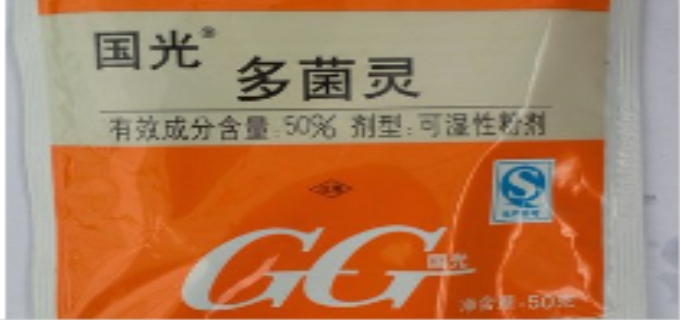 国光®
多菌灵
有效成分含量:50% 剂型:可湿性粉剂
GG 国光
净含量:50克